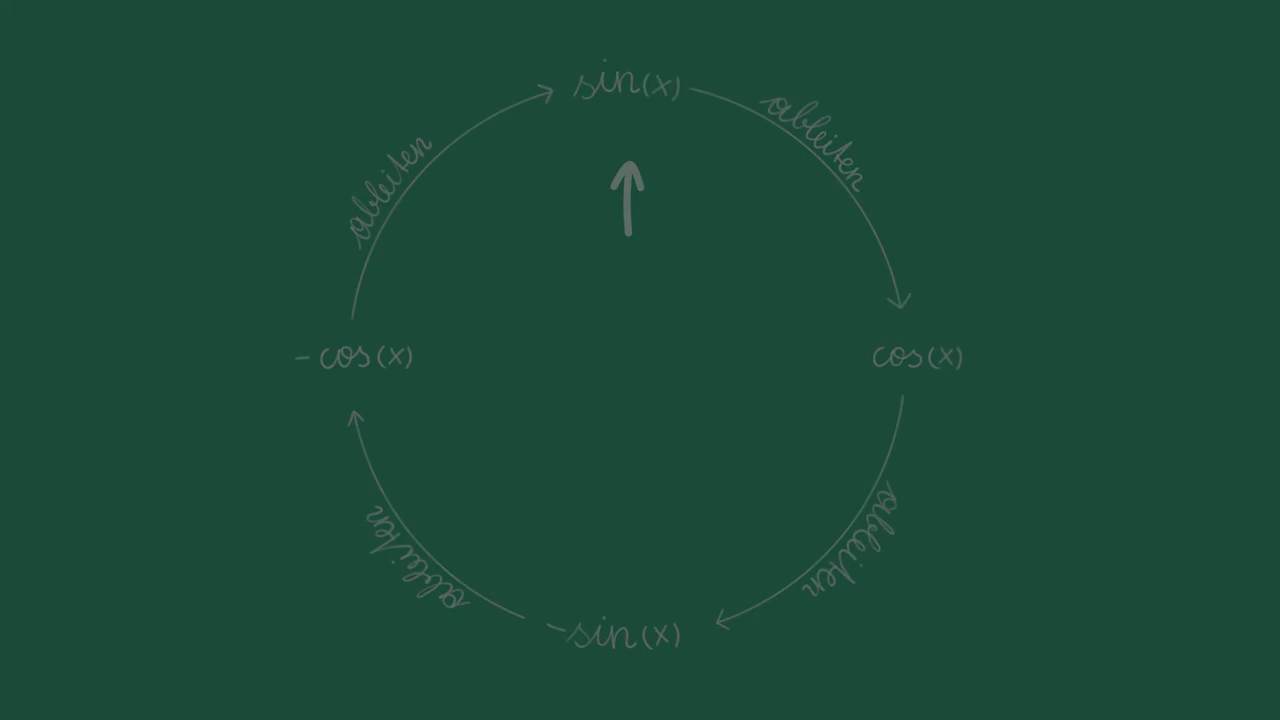 sin(x)
ableiten
ableiten
- cos(x)
cos(x)
ableiten
ableiten
-sin(x)